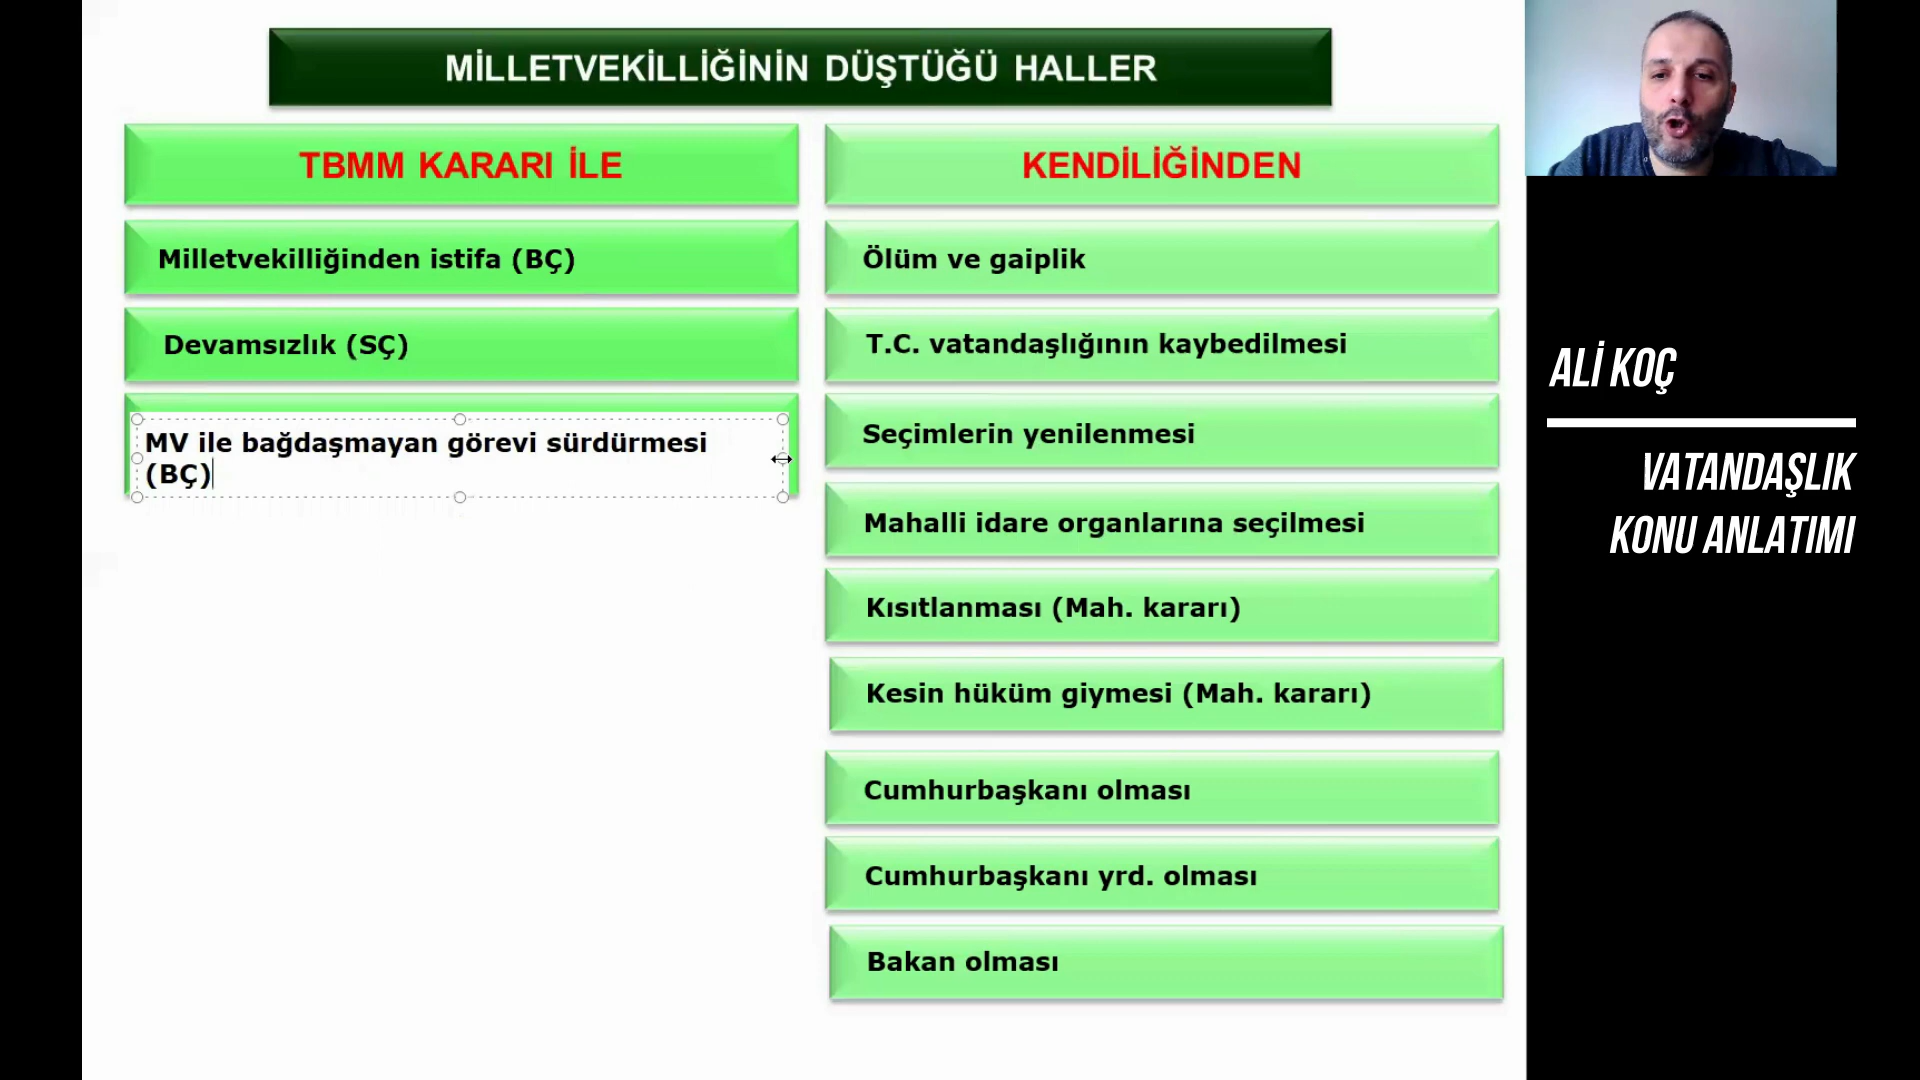 MİLLETVEKİLLİĞİNİN DÜŞTÜĞÜ HALLER
TBMM KARARI İLE
Milletvekilliğinden istifa (BÇ)
Devamsızlık (SÇ)
MV ile bağdaşmayan görevi sürdürmesi
(BÇ)
KENDİLİĞİNDEN
Ölüm ve gaiplik
T.C. vatandaşlığının kaybedilmesi
Seçimlerin yenilenmesi
Mahalli idare organlarına seçilmesi
Kısıtlanması (Mah. kararı)
Kesin hüküm giymesi (Mah. kararı)
Cumhurbaşkanı olması
Cumhurbaşkanı yrd. olması
Bakan olması
ALİ KOÇ
VATANDAŞLIK
KONU ANLATIMI